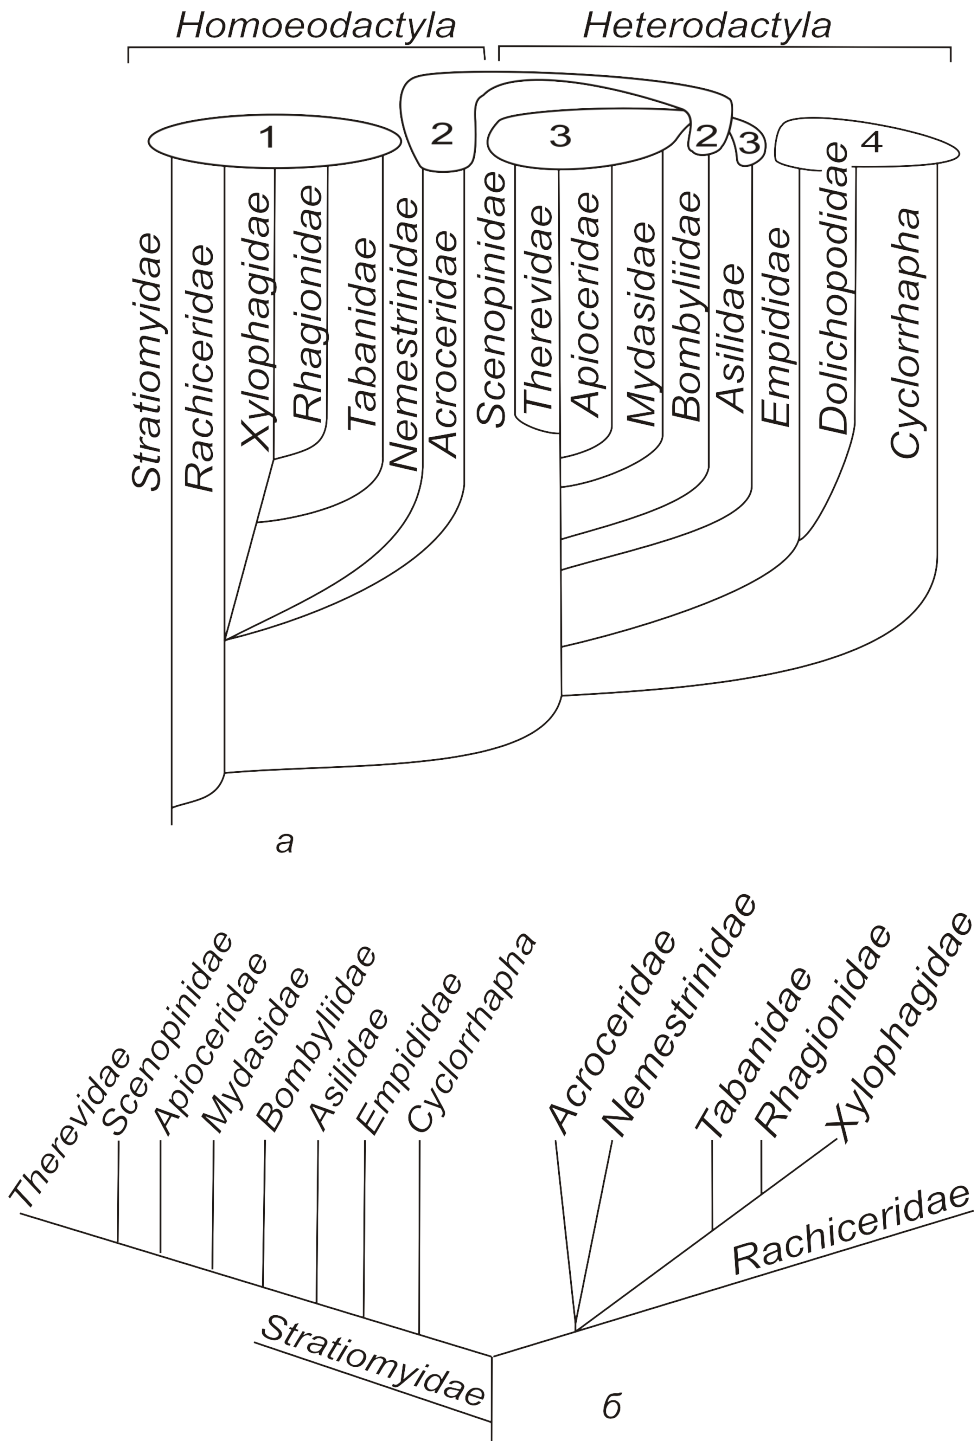 Homoeodactyla Heterodactyla
1 2 3 2 3 4
Stratiomyidae
Rachiceridae
Xylophagidae
Rhagionidae
Tabanidae
Nemestrinidae
Acroceridae
Scenopinidae
Therevidae
Apioceridae
Mydasidae
Bombyliidae
Asilidae
Empididae
Dolichopodidae
Cyclorrhapha
а
Therevidae
Scenopinidae
Apioceridae
Mydasidae
Bombyliidae
Asilidae
Empididae
Cyclorrhapha
Acroceridae
Nemestrinidae
Tabanidae
Rhagionidae
Xylophagidae
Rachiceridae
Stratiomyidae
б